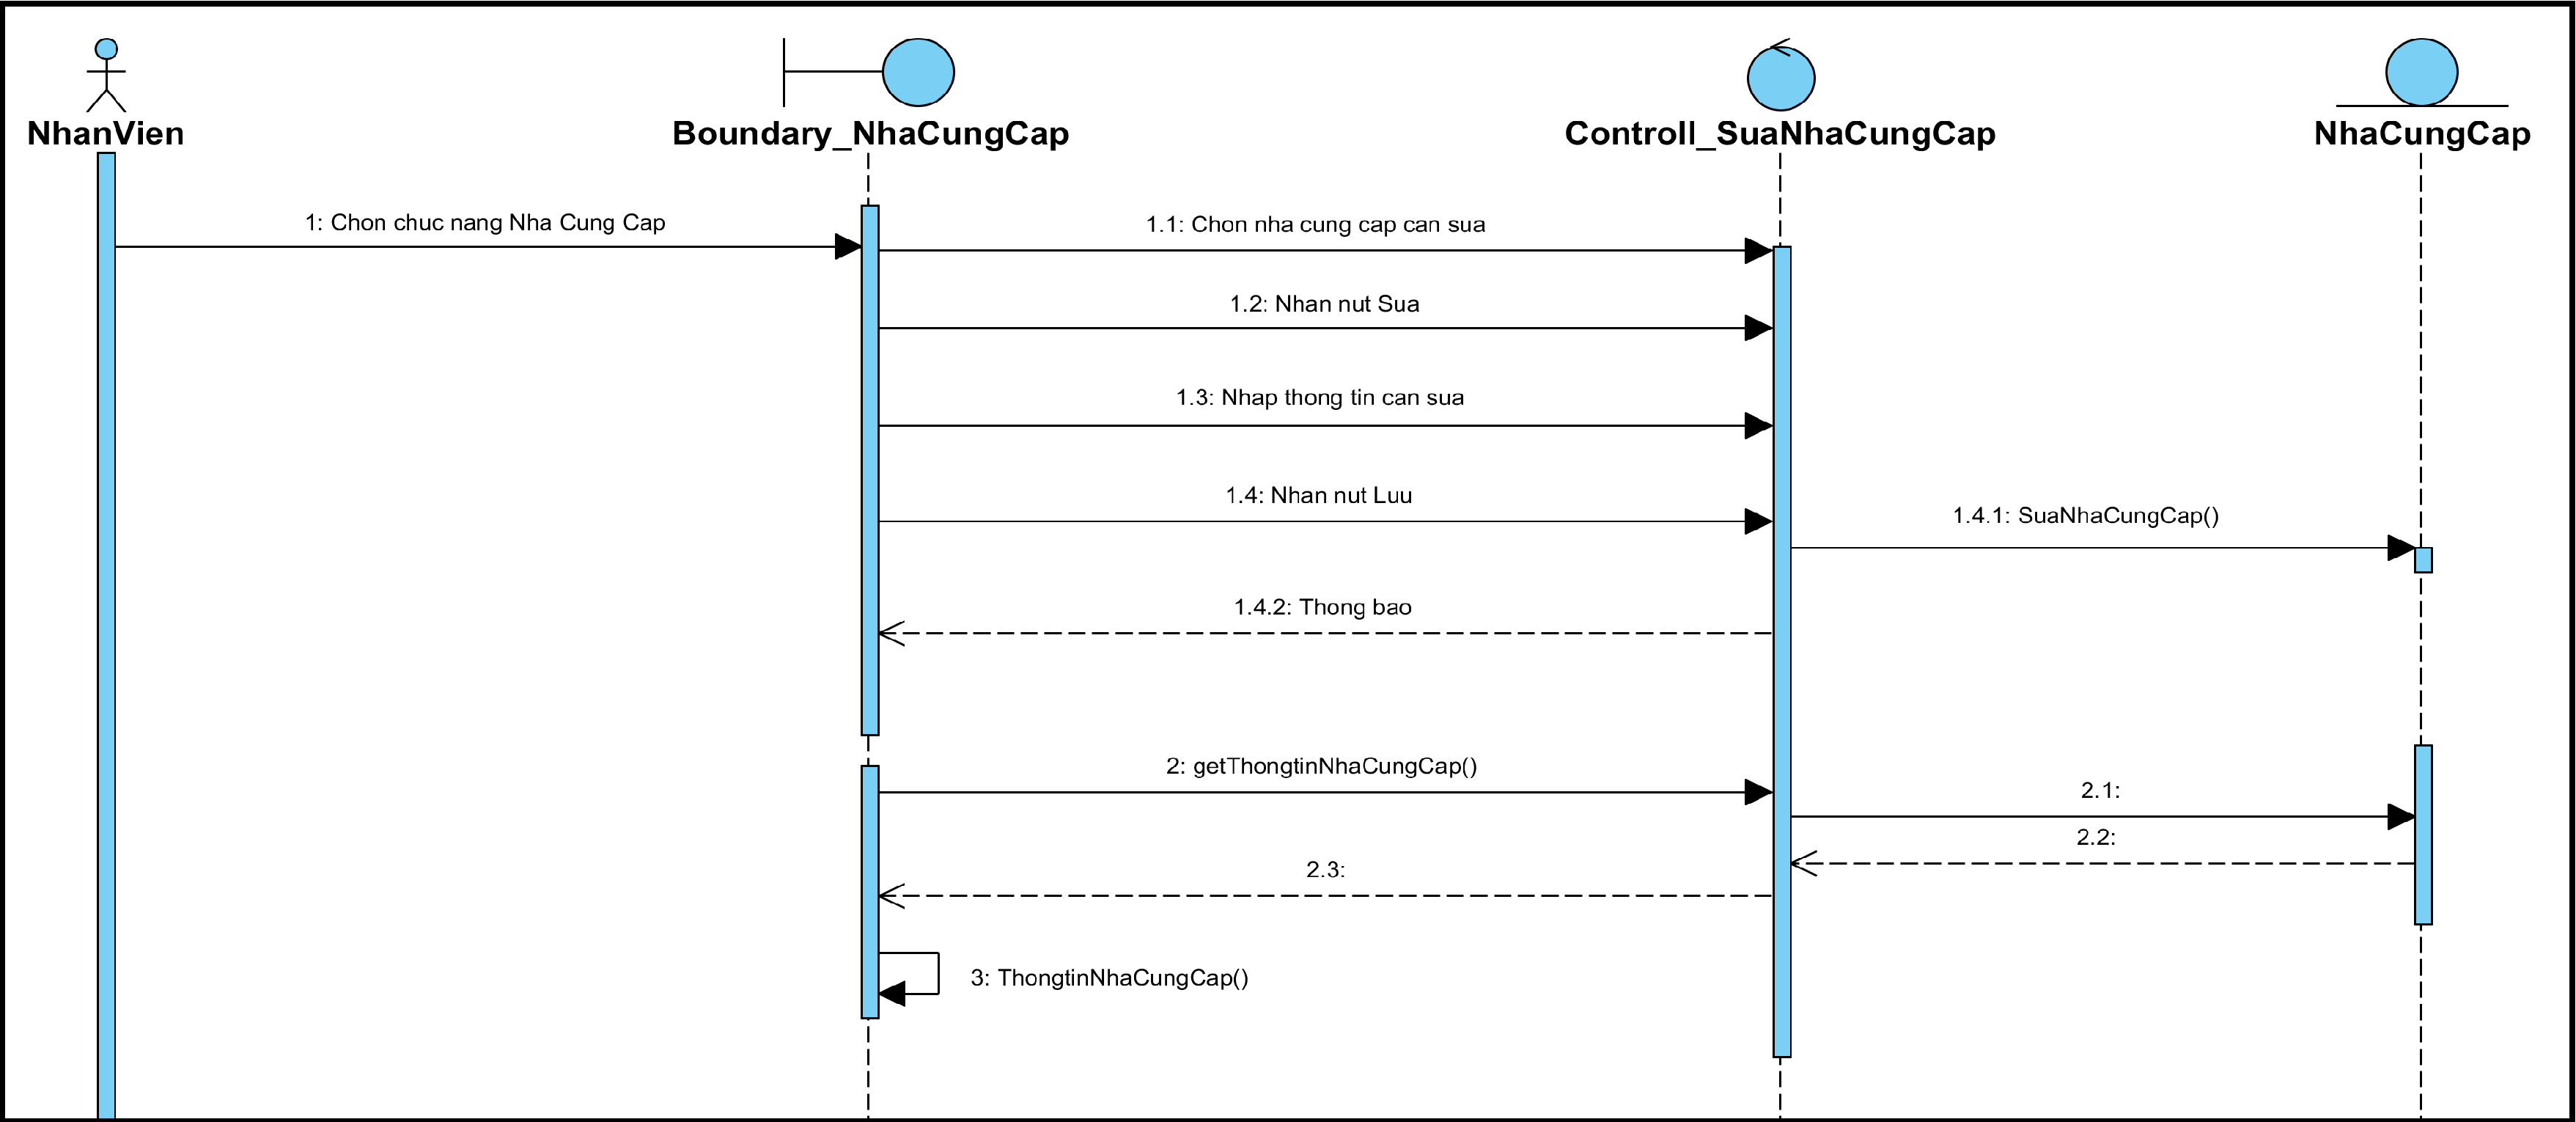 NhanVien
Boundary_NhaCungCap
Controll_SuaNhaCungCap
NhaCungCap
1: Chon chuc nang Nha Cung Cap
1.1: Chon nha cung cap can sua
1.2: Nhan nut Sua
1.3: Nhap thong tin can sua
1.4: Nhan nut Luu
1.4.1: SuaNhaCungCap()
1.4.2: Thong bao
2: getThongtinNhaCungCap()
2.1:
2.2:
2.3:
3: ThongtinNhaCungCap()